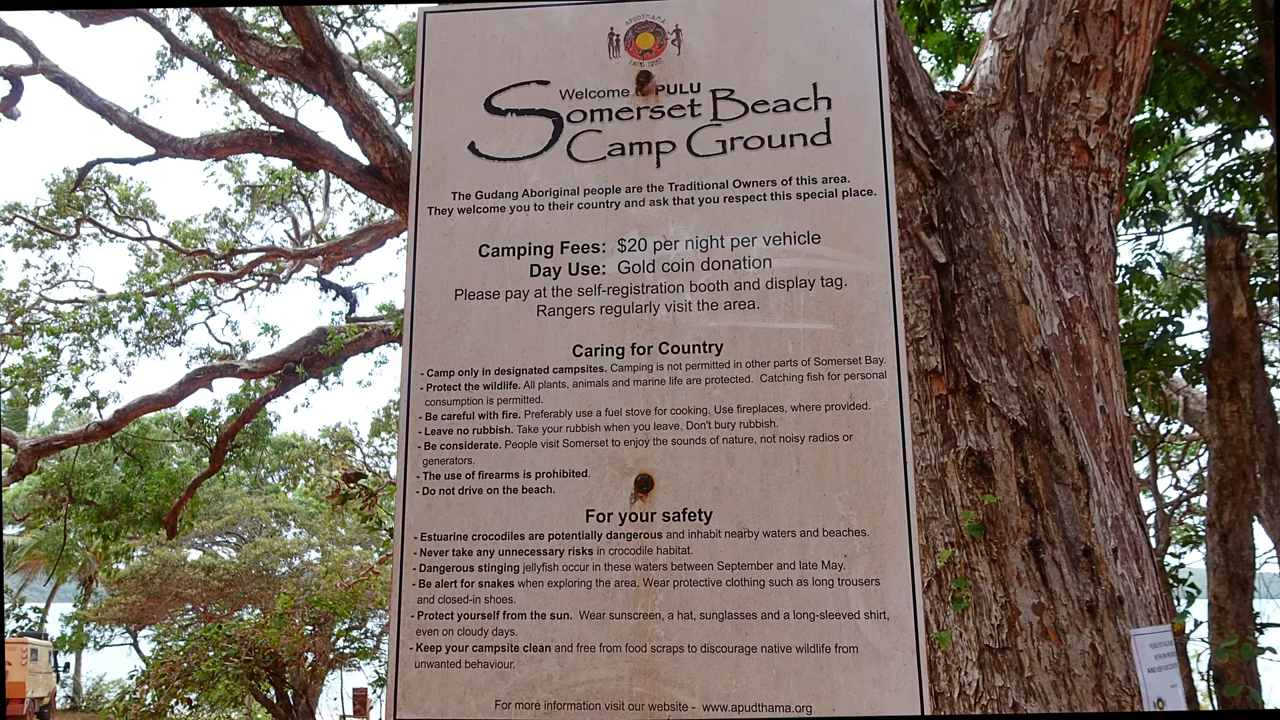 APUDTHAMA
LAND TRUST
Welcome PULU
Somerset Beach
Camp Ground
The Gudang Aboriginal people are the Traditional Owners of this area.
They welcome you to their country and ask that you respect this special place.
Camping Fees: $20 per night per vehicle
Day Use: Gold coin donation
Please pay at the self-registration booth and display tag.
Rangers regularly visit the area.
Caring for Country
- Camp only in designated campsites. Camping is not permitted in other parts of Somerset Bay.
- Protect the wildlife. All plants, animals and marine life are protected. Catching fish for personal
consumption is permitted.
- Be careful with fire. Preferably use a fuel stove for cooking. Use fireplaces, where provided.
- Leave no rubbish. Take your rubbish when you leave. Don't bury rubbish.
- Be considerate. People visit Somerset to enjoy the sounds of nature, not noisy radios or
generators.
- The use of firearms is prohibited.
- Do not drive on the beach.
For your safety
- Estuarine crocodiles are potentially dangerous and inhabit nearby waters and beaches.
- Never take any unnecessary risks in crocodile habitat.
- Dangerous stinging jellyfish occur in these waters between September and late May.
- Be alert for snakes when exploring the area. Wear protective clothing such as long trousers
and closed-in shoes.
- Protect yourself from the sun. Wear sunscreen, a hat, sunglasses and a long-sleeved shirt,
even on cloudy days.
- Keep your campsite clean and free from food scraps to discourage native wildlife from
unwanted behaviour.
For more information visit our website - www.apudthama.org